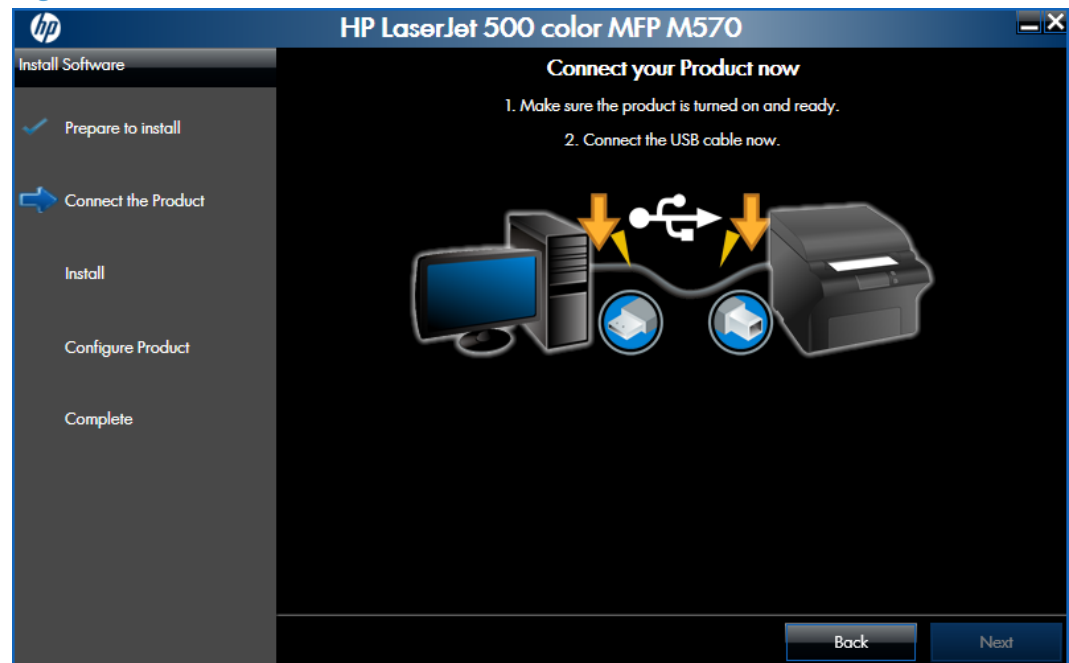 hp
HP LaserJet 500 color MFP M570
Install Software
Prepare to install
Connect the Product
Install
Configure Product
Complete
Connect your Product now
1. Make sure the product is turned on and ready.
2. Connect the USB cable now.
Back
Next